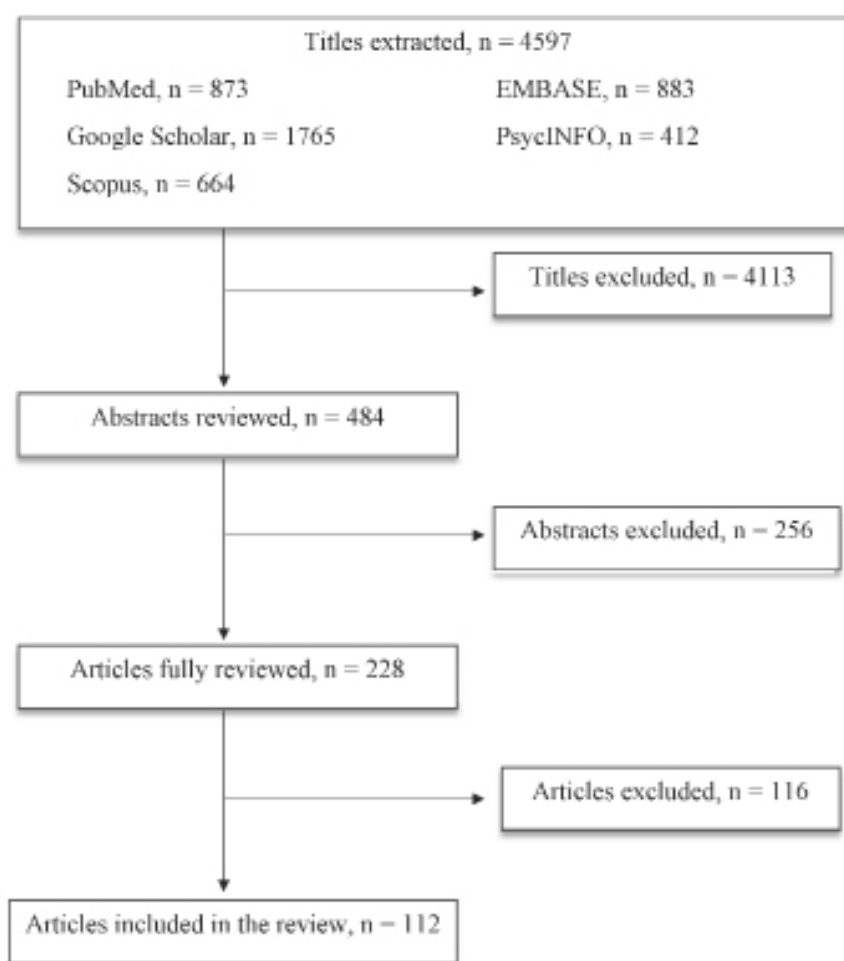 Titles extracted, n = 4597
PubMed, n = 873
EMBASE, n = 883
Google Scholar, n = 1765
PsycINFO, n = 412
Scopus, n = 664
Titles excluded, n = 4113
Abstracts reviewed, n = 484
Abstracts excluded, n = 256
Articles fully reviewed, n = 228
Articles excluded, n = 116
Articles included in the review, n = 112